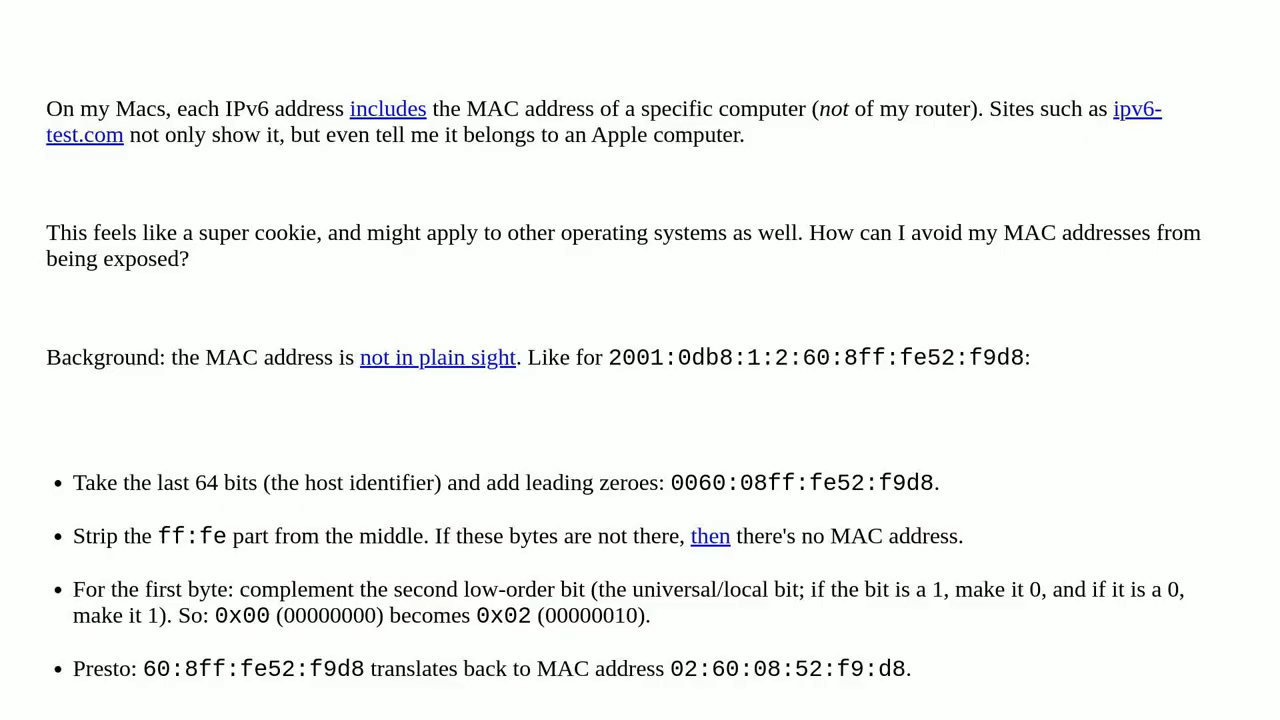 On my Macs, each IPv6 address includes the MAC address of a specific computer (not of my router). Sites such as ipv6-
test.com not only show it, but even tell me it belongs to an Apple computer.
This feels like a super cookie, and might apply to other operating systems as well. How can I avoid my MAC addresses from
being exposed?
Background: the MAC address is not in plain sight. Like for 2001:0db8:1:2:60:8ff:fe52:f9d8:
• Take the last 64 bits (the host identifier) and add leading zeroes: 0060:08ff:fe52:f9d8.
• Strip the ff:fe part from the middle. If these bytes are not there, then there's no MAC address.
• For the first byte: complement the second low-order bit (the universal/local bit; if the bit is a 1, make it 0, and if it is a 0,
make it 1). So: 0x00 (00000000) becomes 0x02 (00000010).
• Presto: 60:8ff:fe52:f9d8 translates back to MAC address 02:60:08:52:f9:d8.